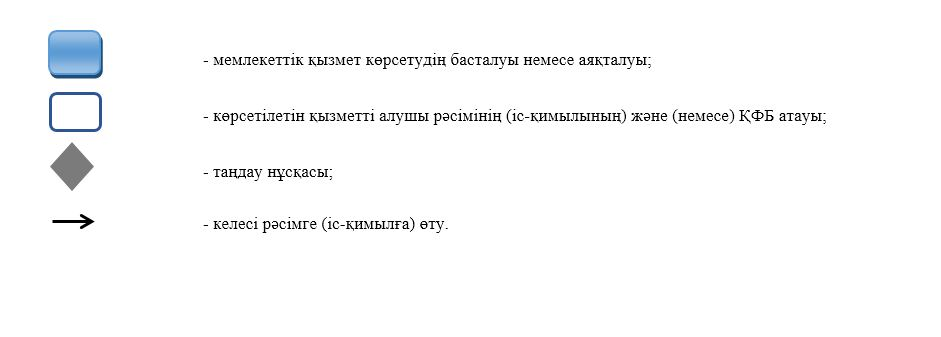 - мемлекеттік қызмет көрсетудің басталуы немесе аяқталуы;
- көрсетілетін қызметті алушы рәсімінің (іс-қимылының) және (немесе) ҚФБ атауы;
- таңдау нұсқасы;
- келесі рәсімге (іс-қимылға) өту.